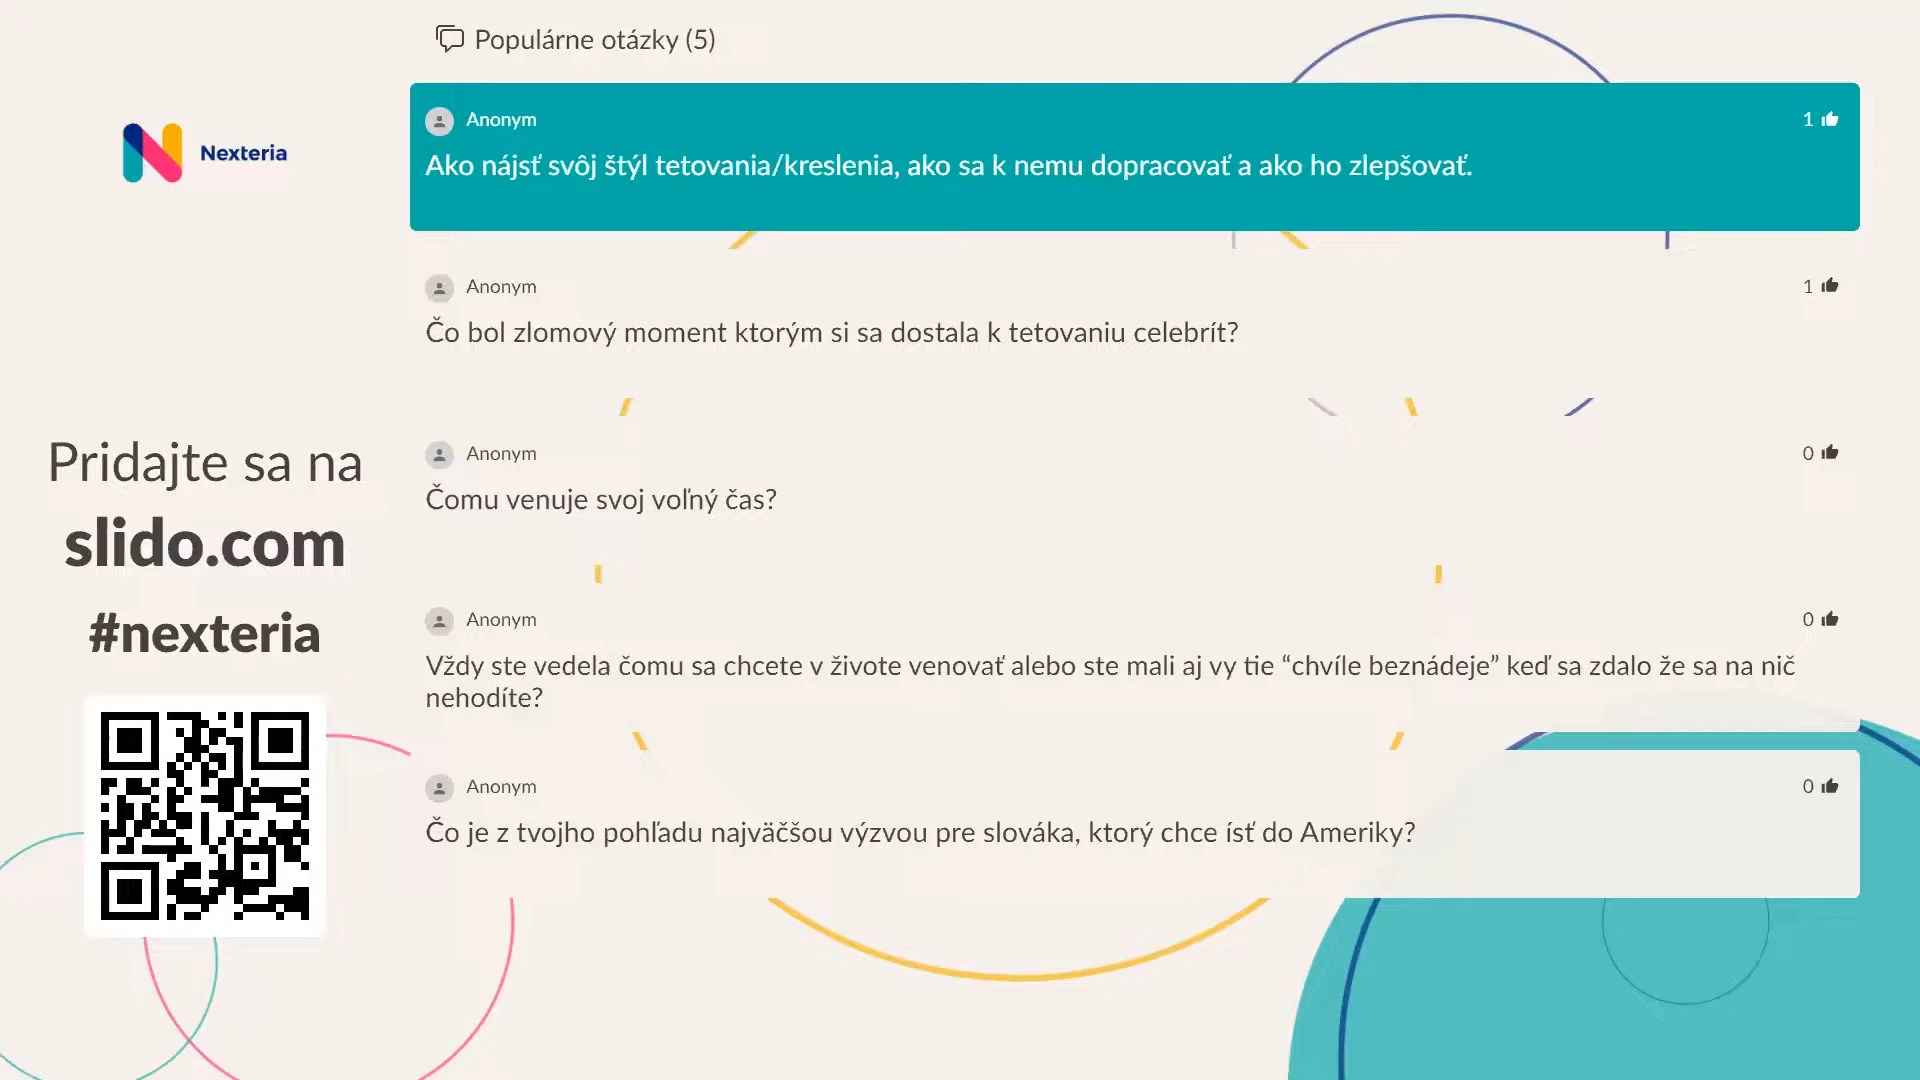 Populárne otázky (5)
Nexteria
Anonym
1
Ako nájsť svôj štýl tetovania/kreslenia, ako sa k nemu dopracovať a ako ho zlepšovať.
Anonym
1
Čo bol zlomový moment ktorým si sa dostala k tetovaniu celebrít?
Anonym
0
Čomu venuje svoj voľný čas?
Anonym
0
Vždy ste vedela čomu sa chcete v živote venovať alebo ste mali aj vy tie “chvíle beznádeje” keď sa zdalo že sa na nič
nehodíte?
Anonym
0
Čo je z tvojho pohľadu najväčšou výzvou pre slováka, ktorý chce ísť do Ameriky?
Pridajte sa na
slido.com
#nexteria